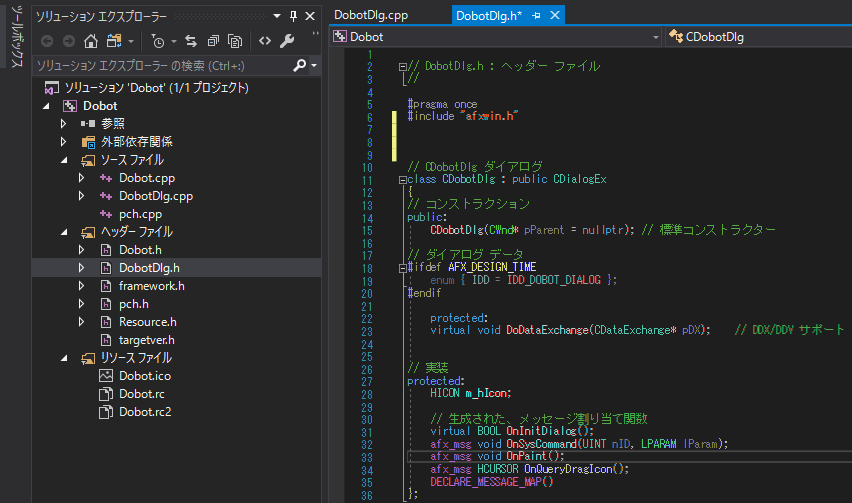 ツールボックス
ソリューション エクスプローラー
ソリューション エクスプローラー の検索 (Ctrl+:)
ソリューション 'Dobot' (1/1 プロジェクト)
Dobot
参照
外部依存関係
ソース ファイル
Dobot.cpp
DobotDlg.cpp
pch.cpp
ヘッダー ファイル
Dobot.h
DobotDlg.h
framework.h
pch.h
Resource.h
targetver.h
リソース ファイル
Dobot.ico
Dobot.rc
Dobot.rc2
DobotDlg.cpp
DobotDlg.h*
Dobot
CDobotDlg
1
2 // DobotDlg.h : ヘッダー ファイル
3 //
4
5 #pragma once
6 #include "afxwin.h"
7
8
9
10 // CDobotDlg ダイアログ
11 class CDobotDlg : public CDialogEx
12 {
13 // コンストラクション
14 public:
15 CDobotDlg(CWnd* pParent = nullptr); // 標準コンストラクター
16
17 // ダイアログ データ
18 #ifdef AFX_DESIGN_TIME
19 enum { IDD = IDD_DOBOT_DIALOG };
20 #endif
21
22 protected:
23 virtual void DoDataExchange(CDataExchange* pDX); // DDX/DDV サポート
24
25
26 // 実装
27 protected:
28 HICON m_hIcon;
29
30 // 生成された、メッセージ割り当て関数
31 virtual BOOL OnInitDialog();
32 afx_msg void OnSysCommand(UINT nID, LPARAM lParam);
33 afx_msg void OnPaint();
34 afx_msg HCURSOR OnQueryDragIcon();
35 DECLARE_MESSAGE_MAP()
36 };